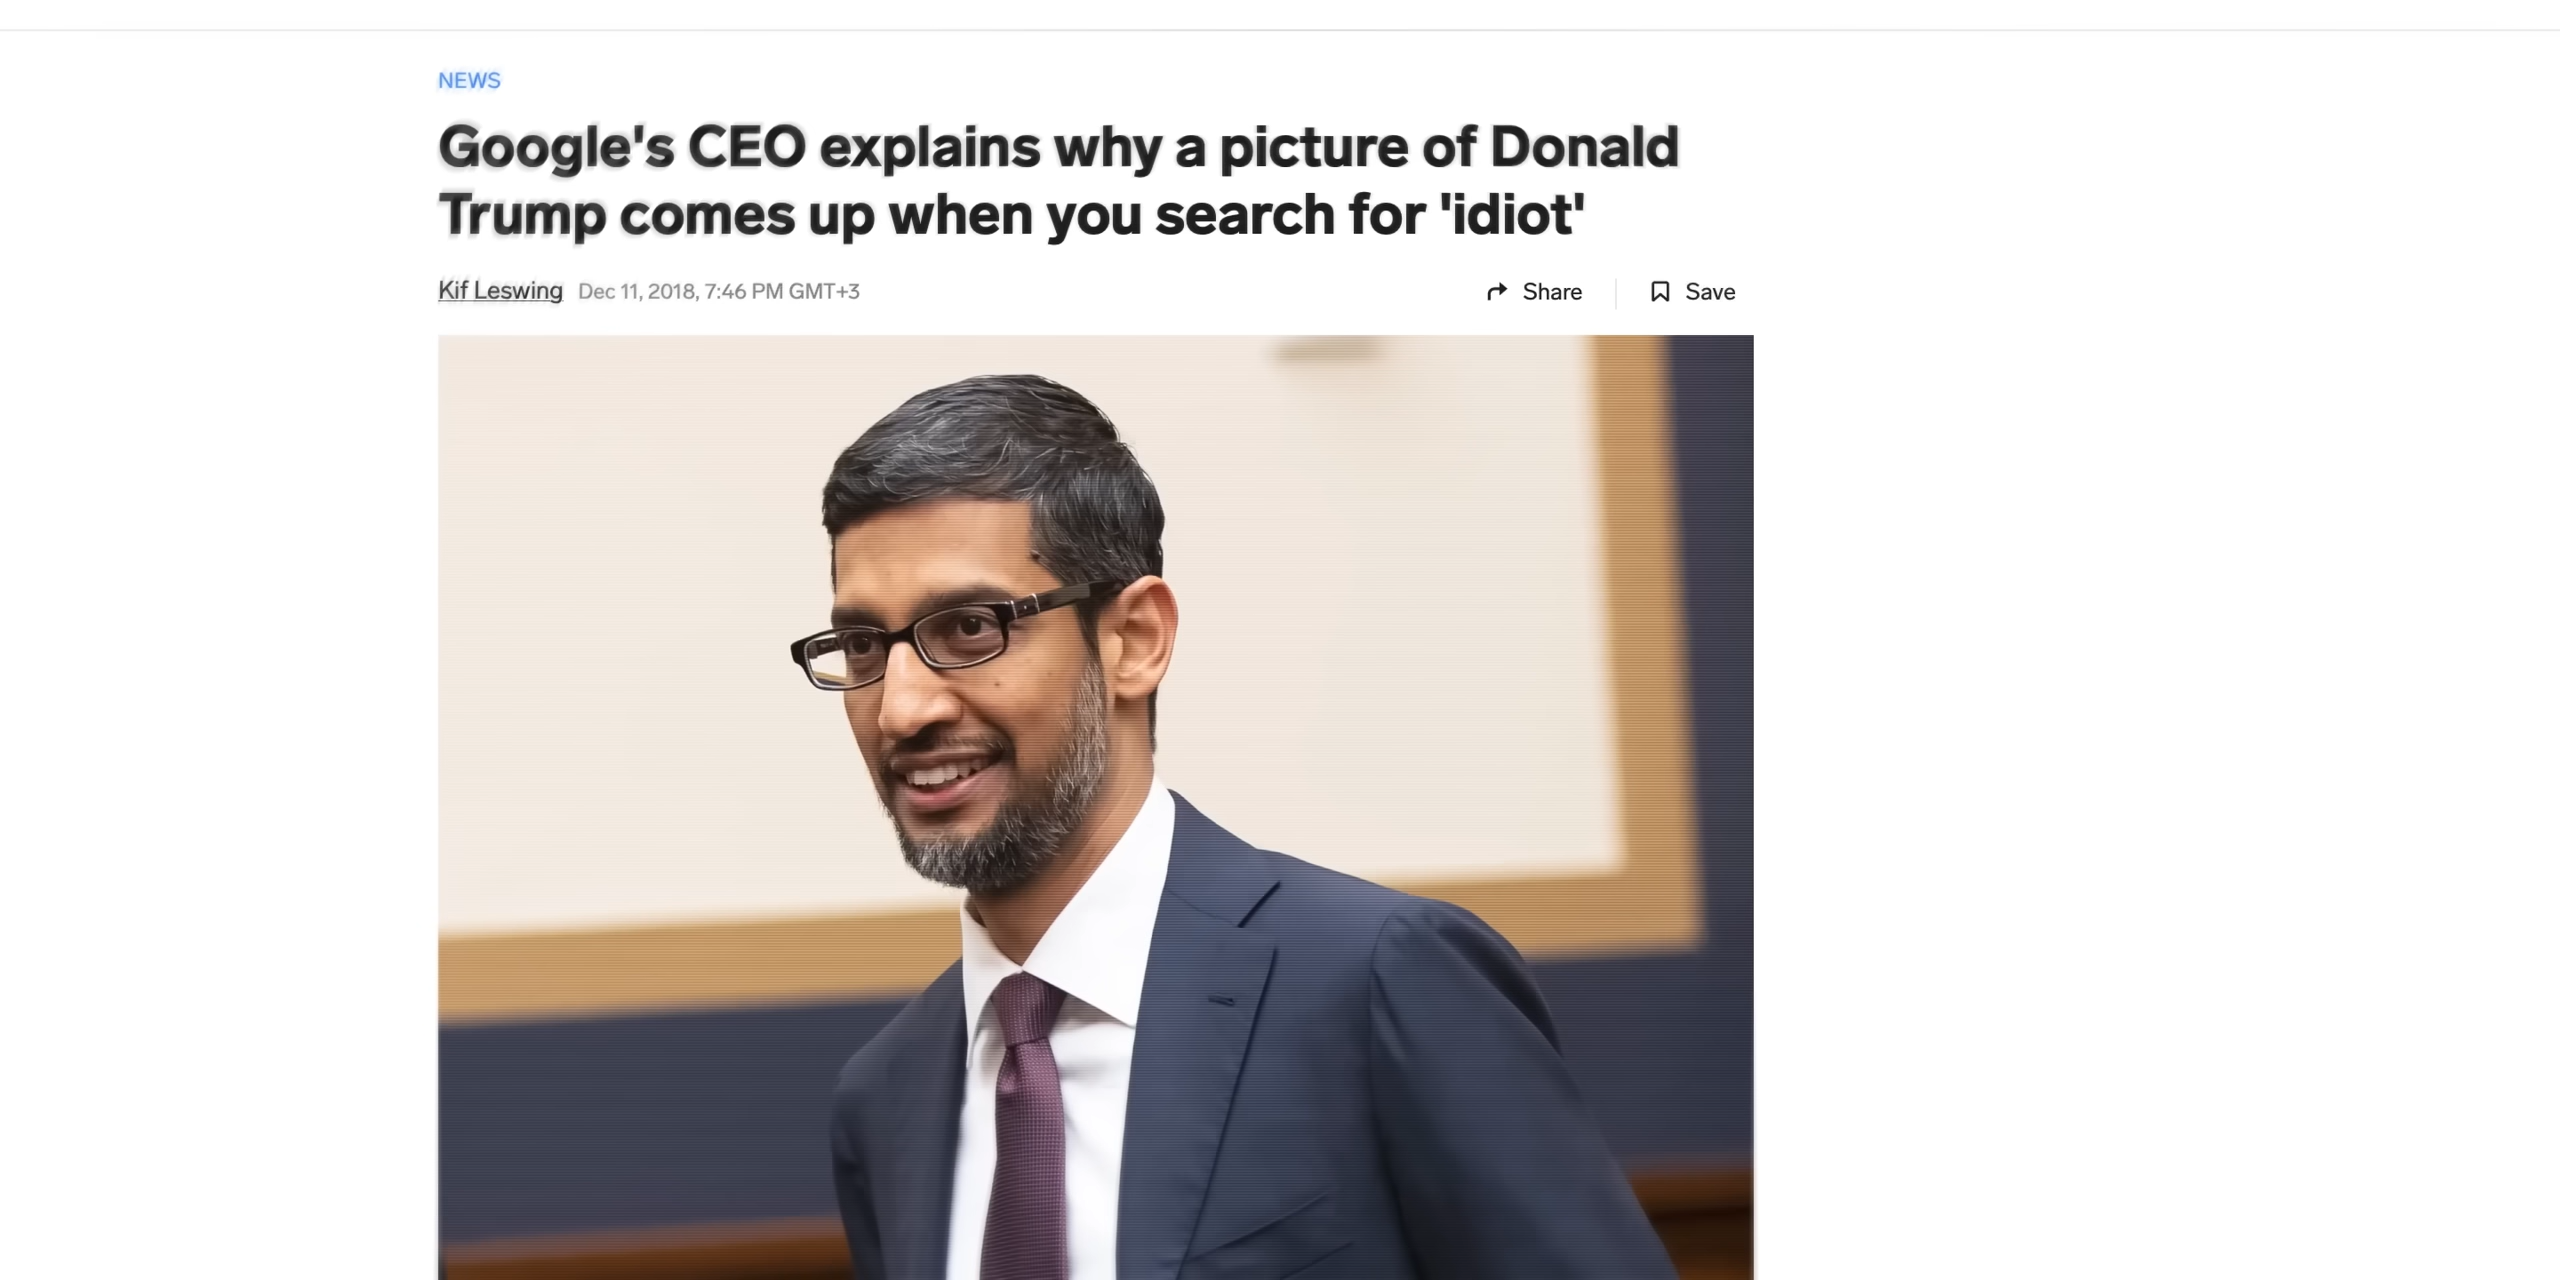 NEWS
Google's CEO explains why a picture of Donald
Trump comes up when you search for 'idiot'
Kif Leswing Dec 11, 2018, 7:46 PM GMT+3 Share Save